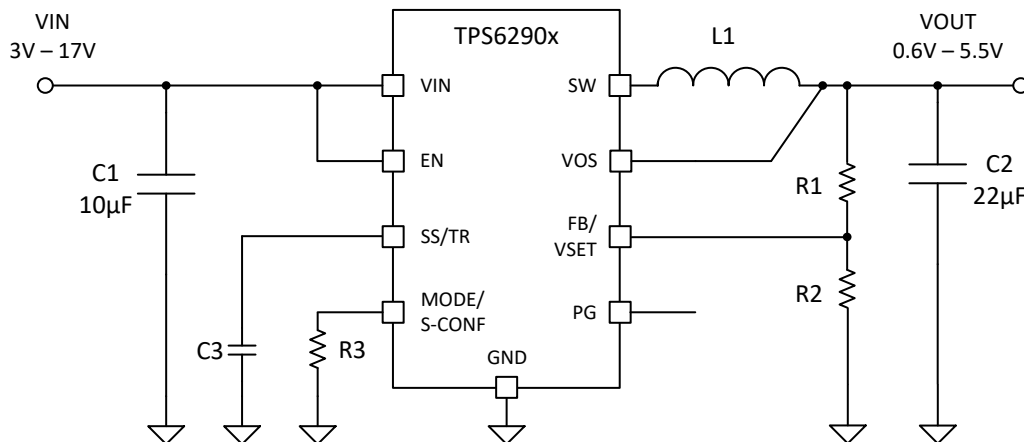 VIN
3V – 17V
TPS6290x
L1
VOUT
0.6V – 5.5V
VIN
SW
C1
10µF
EN
VOS
R1
C2
22µF
SS/TR
FB/
VSET
MODE/
S-CONF
PG
R2
C3
R3
GND